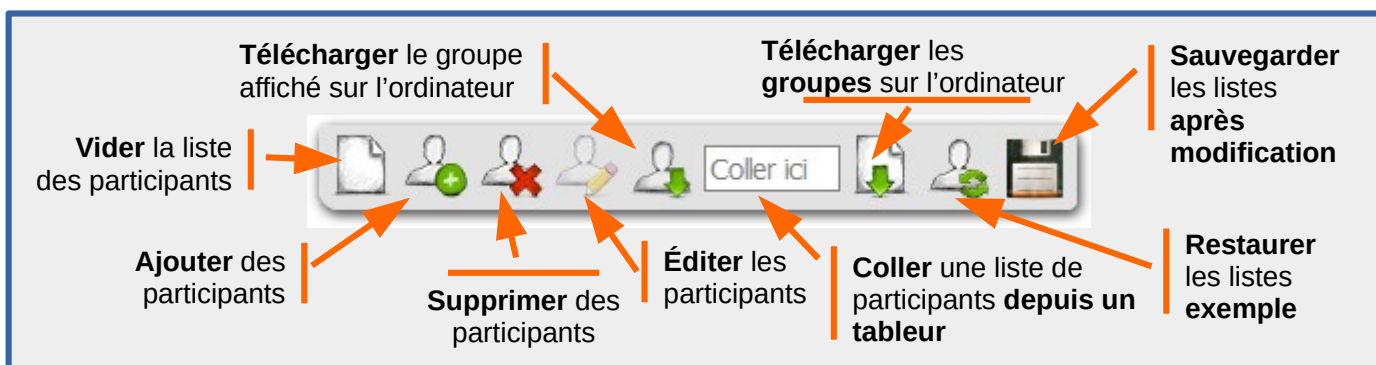 Télécharger le groupe
affiché sur l’ordinateur
Télécharger les
groupes sur l’ordinateur
Sauvegarder
les listes
après
modification
Vider la liste
des participants
Coller ici
Ajouter des
participants
Supprimer des
participants
Éditer les
participants
Coller une liste de
participants depuis un
tableur
Restaurer
les listes
exemple